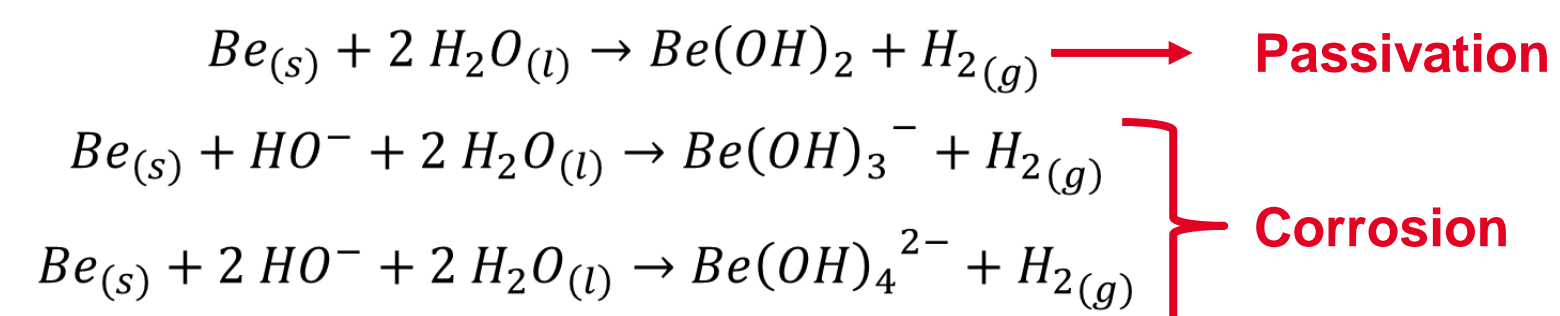 Be(s) + 2 H₂O(l) → Be(OH)₂ + H₂(g) → Passivation
Be(s) + HO⁻ + 2 H₂O(l) → Be(OH)₃⁻ + H₂(g)
Corrosion
Be(s) + 2 HO⁻ + 2 H₂O(l) → Be(OH)₄²⁻ + H₂(g)